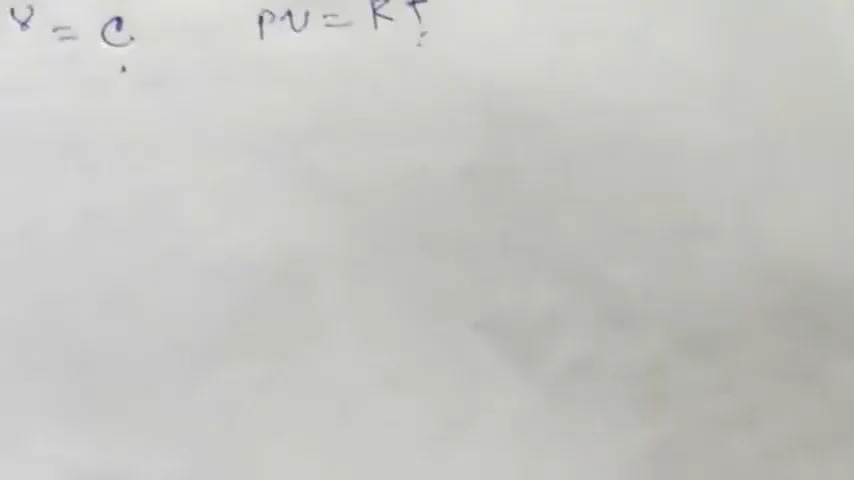 γ = C PV = RT